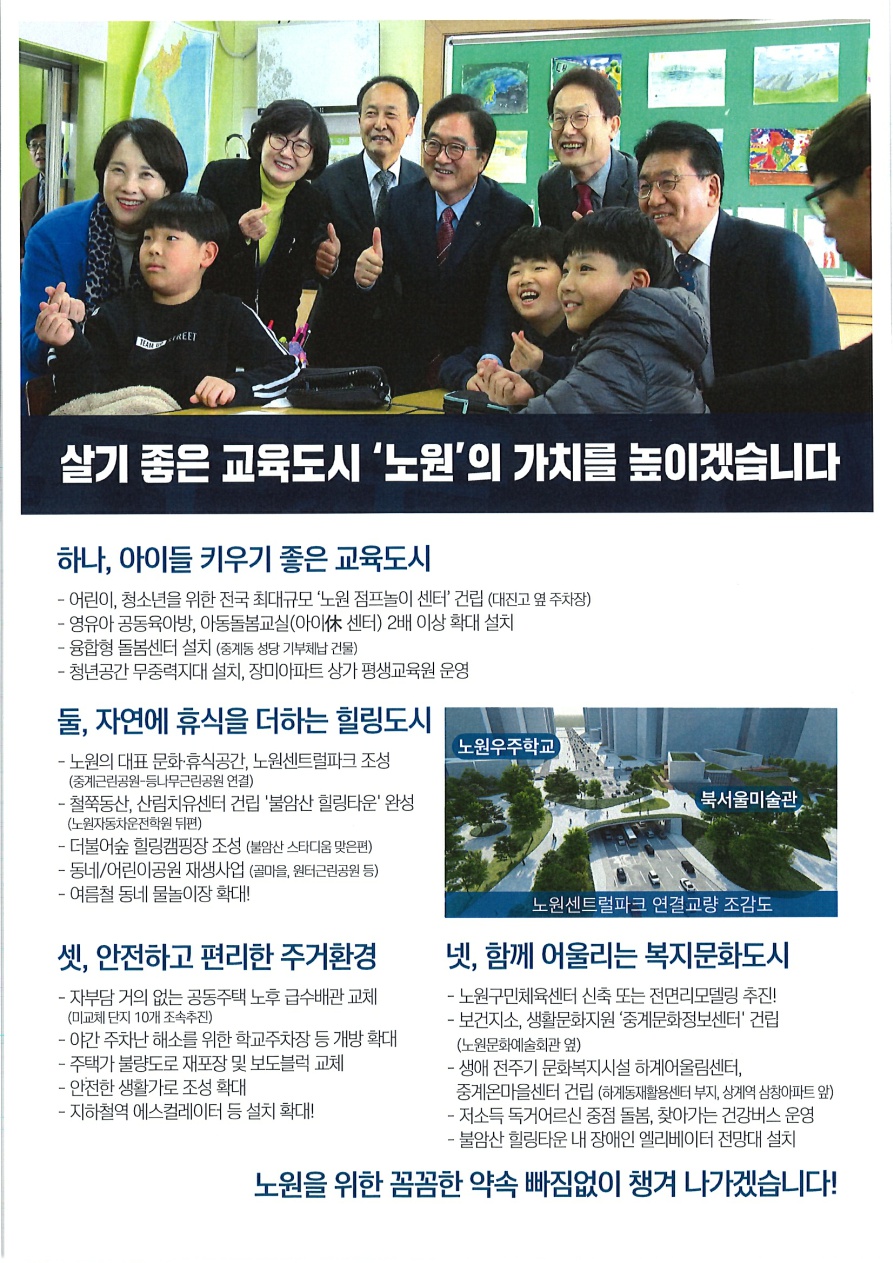 TEAM STREET
살기 좋은 교육도시 ‘노원’의 가치를 높이겠습니다
하나, 아이들 키우기 좋은 교육도시
- 어린이, 청소년을 위한 전국 최대규모 ‘노원 점프놀이 센터’ 건립 (대진고 옆 주차장)
- 영유아 공동육아방, 아동돌봄교실(아이休 센터) 2배 이상 확대 설치
- 융합형 돌봄센터 설치 (중계동 성당 기부체납 건물)
- 청년공간 무중력지대 설치, 장미아파트 상가 평생교육원 운영
둘, 자연에 휴식을 더하는 힐링도시
- 노원의 대표 문화·휴식공간, 노원센트럴파크 조성
(중계근린공원-등나무근린공원 연결)
- 철쭉동산, 산림치유센터 건립 '불암산 힐링타운' 완성
(노원자동차운전학원 뒤편)
- 더불어숲 힐링캠핑장 조성 (불암산 스타디움 맞은편)
- 동네/어린이공원 재생사업 (골마을, 원터근린공원 등)
- 여름철 동네 물놀이장 확대!
노원우주학교
북서울미술관
노원센트럴파크 연결교량 조감도
셋, 안전하고 편리한 주거환경
- 자부담 거의 없는 공동주택 노후 급수배관 교체
(미교체 단지 10개 조속추진)
- 야간 주차난 해소를 위한 학교주차장 등 개방 확대
- 주택가 불량도로 재포장 및 보도블럭 교체
- 안전한 생활가로 조성 확대
- 지하철역 에스컬레이터 등 설치 확대!
넷, 함께 어울리는 복지문화도시
- 노원구민체육센터 신축 또는 전면리모델링 추진!
- 보건지소, 생활문화지원 ‘중계문화정보센터' 건립
(노원문화예술회관 옆)
- 생애 전주기 문화복지시설 하계어울림센터,
중계온마을센터 건립 (하계동재활용센터 부지, 상계역 삼창아파트 앞)
- 저소득 독거어르신 중점 돌봄, 찾아가는 건강버스 운영
- 불암산 힐링타운 내 장애인 엘리베이터 전망대 설치
노원을 위한 꼼꼼한 약속 빠짐없이 챙겨 나가겠습니다!